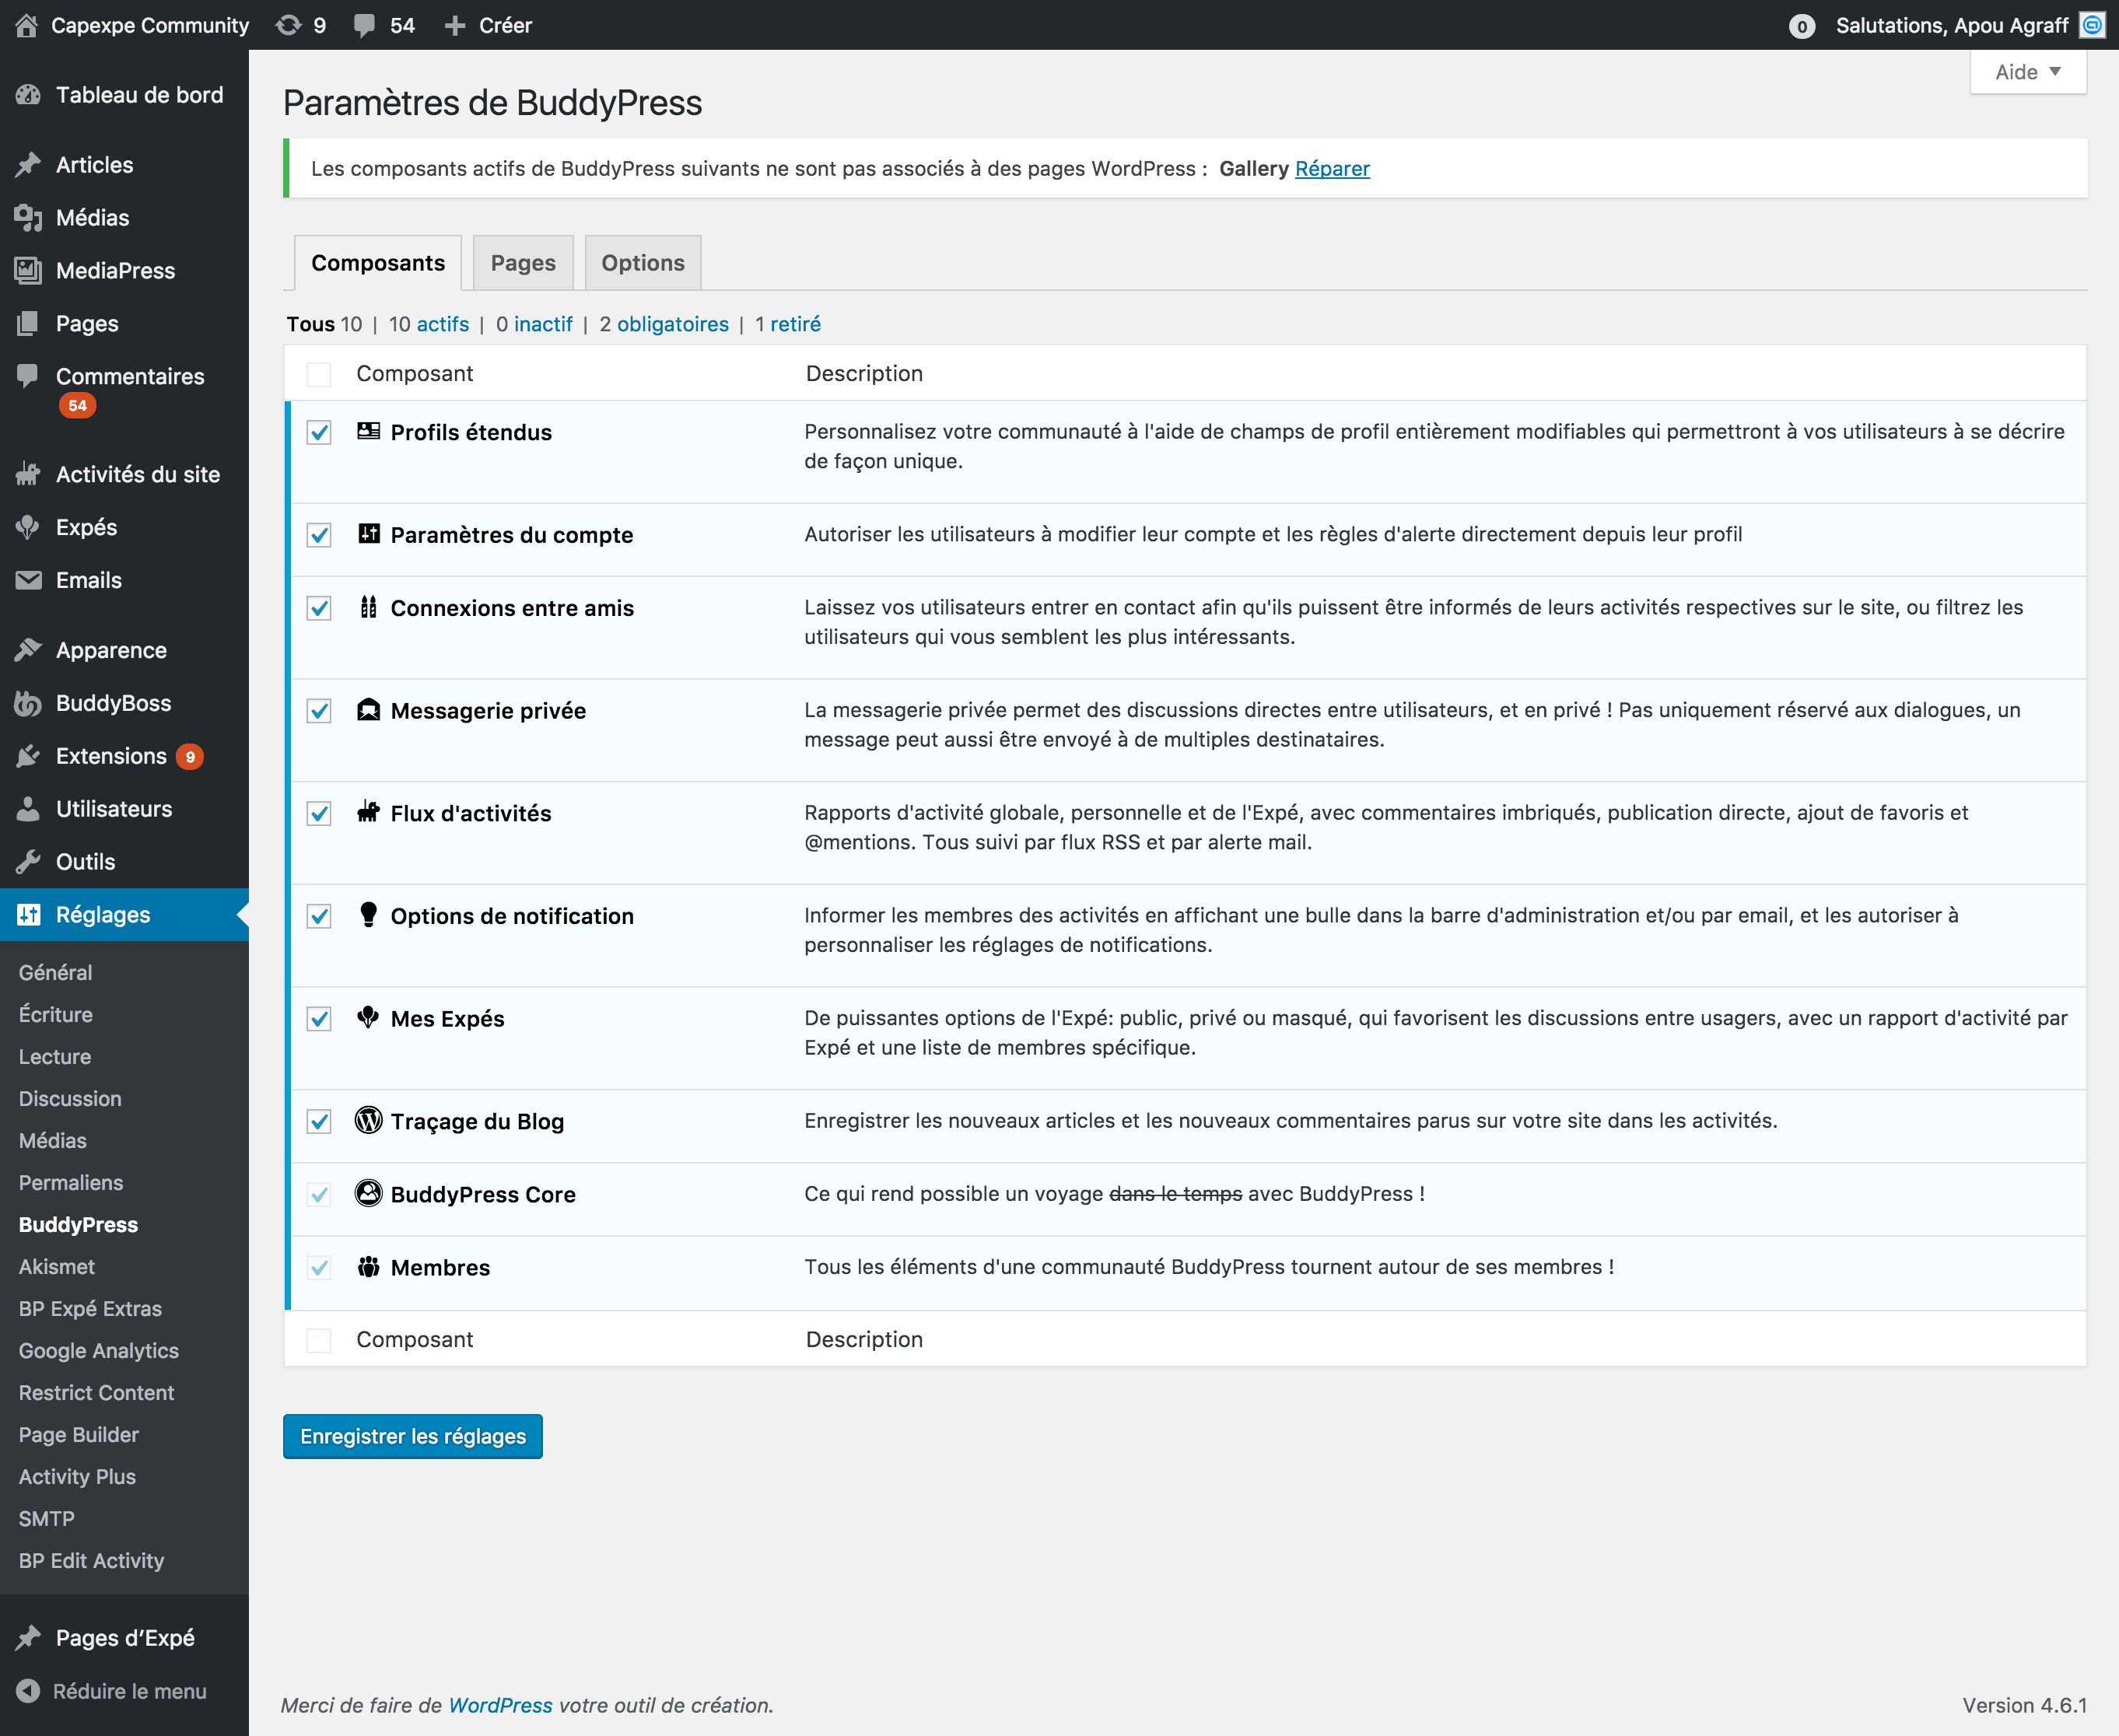 Capexpe Community 9 54 Créer 0 Salutations, Apou Agraff
Aide
Tableau de bord
Articles
Médias
MediaPress
Pages
Commentaires
54
Activités du site
Expés
Emails
Apparence
BuddyBoss
Extensions 9
Utilisateurs
Outils
Réglages
Général
Écriture
Lecture
Discussion
Médias
Permaliens
BuddyPress
Akismet
BP Expé Extras
Google Analytics
Restrict Content
Page Builder
Activity Plus
SMTP
BP Edit Activity
Pages d’Expé
Réduire le menu
Paramètres de BuddyPress
Les composants actifs de BuddyPress suivants ne sont pas associés à des pages WordPress : Gallery Réparer
Composants Pages Options
Tous 10 | 10 actifs | 0 inactif | 2 obligatoires | 1 retiré
Composant Description
Profils étendus
Personnalisez votre communauté à l'aide de champs de profil entièrement modifiables qui permettront à vos utilisateurs à se décrire
de façon unique.
Paramètres du compte
Autoriser les utilisateurs à modifier leur compte et les règles d'alerte directement depuis leur profil
Connexions entre amis
Laissez vos utilisateurs entrer en contact afin qu'ils puissent être informés de leurs activités respectives sur le site, ou filtrez les
utilisateurs qui vous semblent les plus intéressants.
Messagerie privée
La messagerie privée permet des discussions directes entre utilisateurs, et en privé ! Pas uniquement réservé aux dialogues, un
message peut aussi être envoyé à de multiples destinataires.
Flux d'activités
Rapports d'activité globale, personnelle et de l'Expé, avec commentaires imbriqués, publication directe, ajout de favoris et
@mentions. Tous suivi par flux RSS et par alerte mail.
Options de notification
Informer les membres des activités en affichant une bulle dans la barre d'administration et/ou par email, et les autoriser à
personnaliser les réglages de notifications.
Mes Expés
De puissantes options de l'Expé: public, privé ou masqué, qui favorisent les discussions entre usagers, avec un rapport d'activité par
Expé et une liste de membres spécifique.
Traçage du Blog
Enregistrer les nouveaux articles et les nouveaux commentaires parus sur votre site dans les activités.
BuddyPress Core
Ce qui rend possible un voyage dans le temps avec BuddyPress !
Membres
Tous les éléments d'une communauté BuddyPress tournent autour de ses membres !
Composant Description
Enregistrer les réglages
Merci de faire de WordPress votre outil de création.
Version 4.6.1